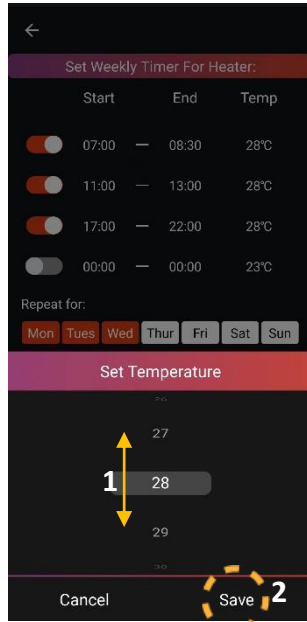 Set Weekly Timer For Heater:
Start End Temp
07:00 — 08:30 28℃
11:00 — 13:00 28℃
17:00 — 22:00 28℃
00:00 — 00:00 23℃
Repeat for:
Mon Tues Wed Thur Fri Sat Sun
Set Temperature
26
27
1 28
29
30
Cancel Save 2